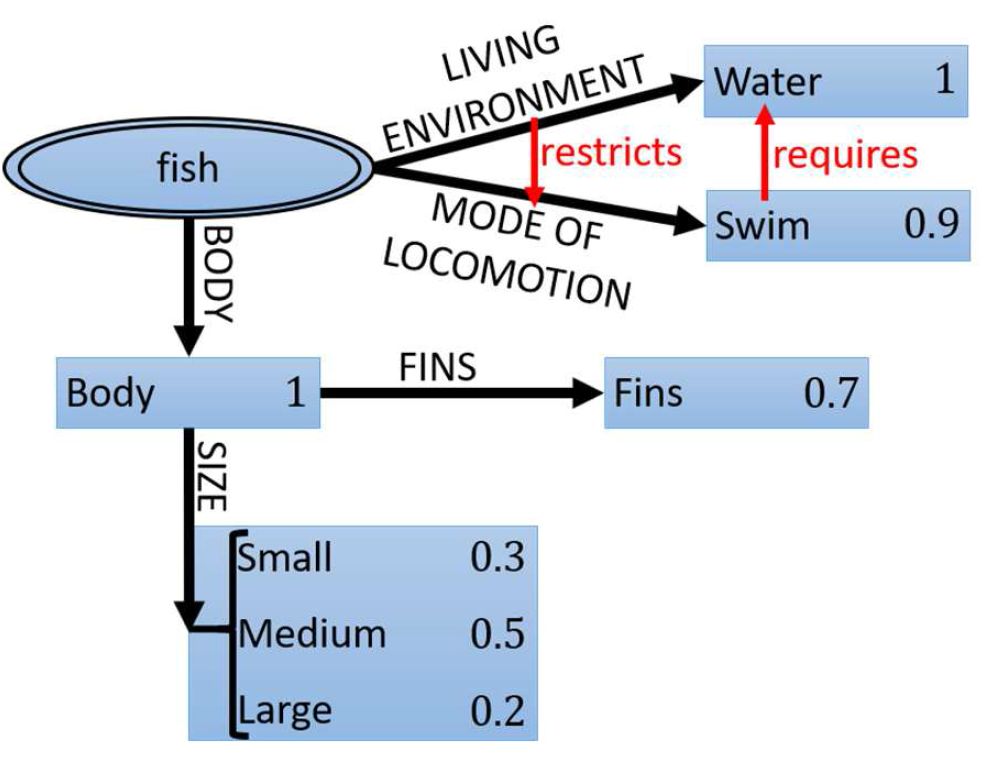 LIVING
ENVIRONMENT
Water 1
fish
restricts
requires
MODE OF
LOCOMOTION
Swim 0.9
BODY
Body 1
FINS
Fins 0.7
SIZE
Small 0.3
Medium 0.5
Large 0.2